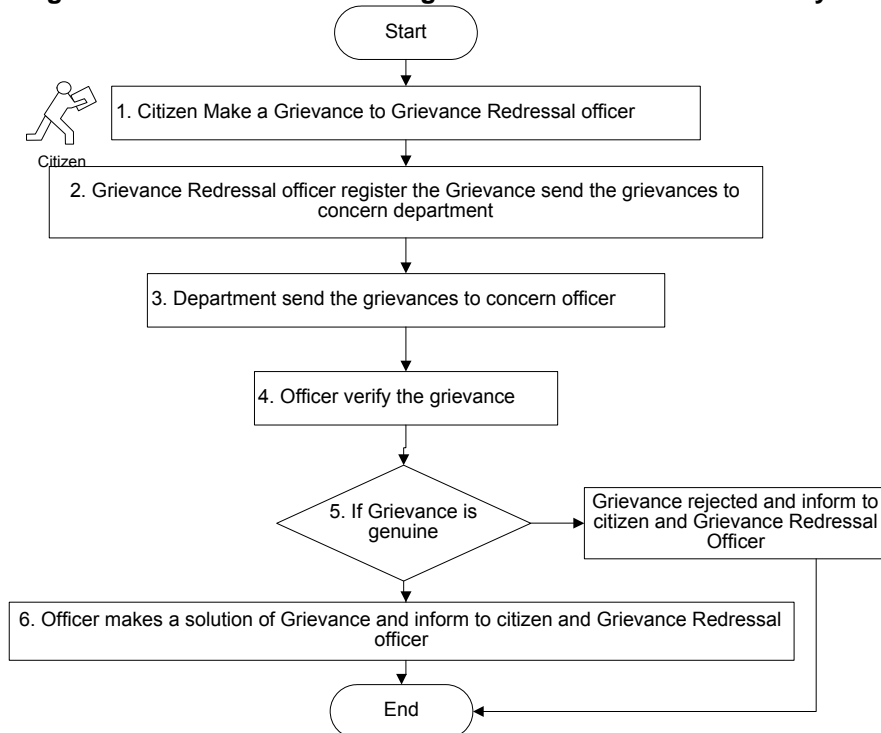 Start
1. Citizen Make a Grievance to Grievance Redressal officer
Citizen
2. Grievance Redressal officer register the Grievance send the grievances to
concern department
3. Department send the grievances to concern officer
4. Officer verify the grievance
5. If Grievance is
genuine
Grievance rejected and inform to
citizen and Grievance Redressal
Officer
6. Officer makes a solution of Grievance and inform to citizen and Grievance Redressal
officer
End